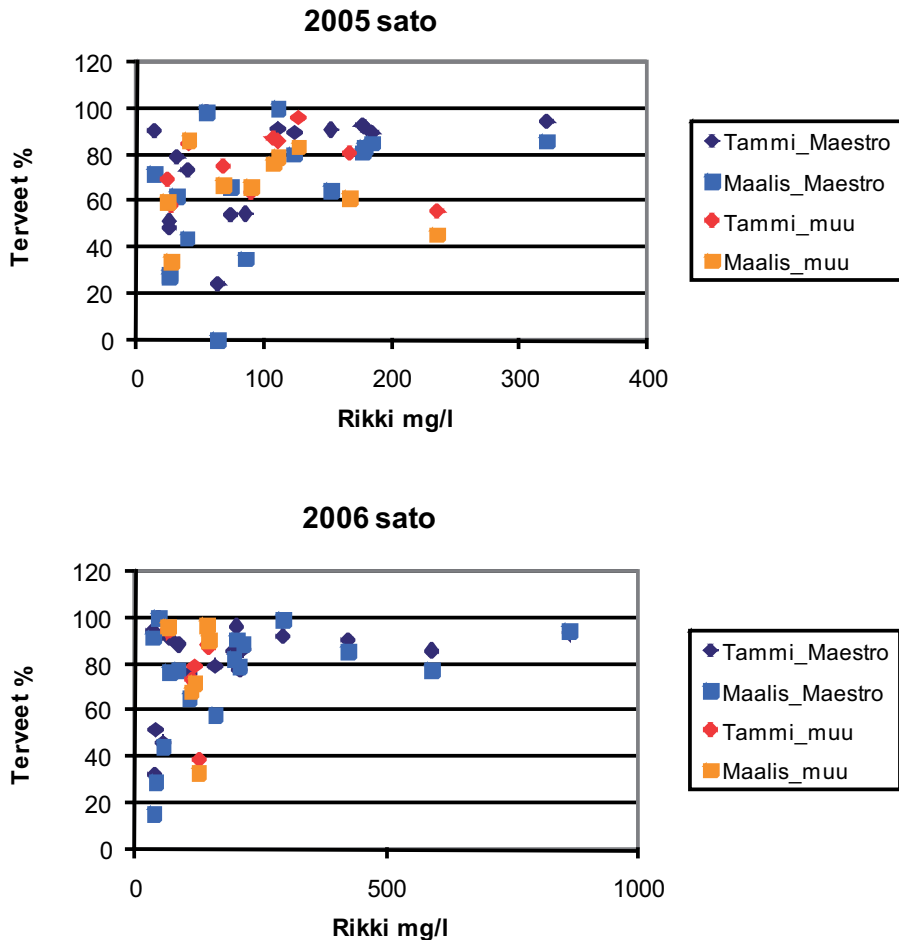 2005 sato
120
100
80
60
40
20
0
0 100 200 300 400
Terveet %
Rikki mg/l
Tammi_Maestro
Maalis_Maestro
Tammi_muu
Maalis_muu
2006 sato
120
100
80
60
40
20
0
0 500 1000
Terveet %
Rikki mg/l
Tammi_Maestro
Maalis_Maestro
Tammi_muu
Maalis_muu